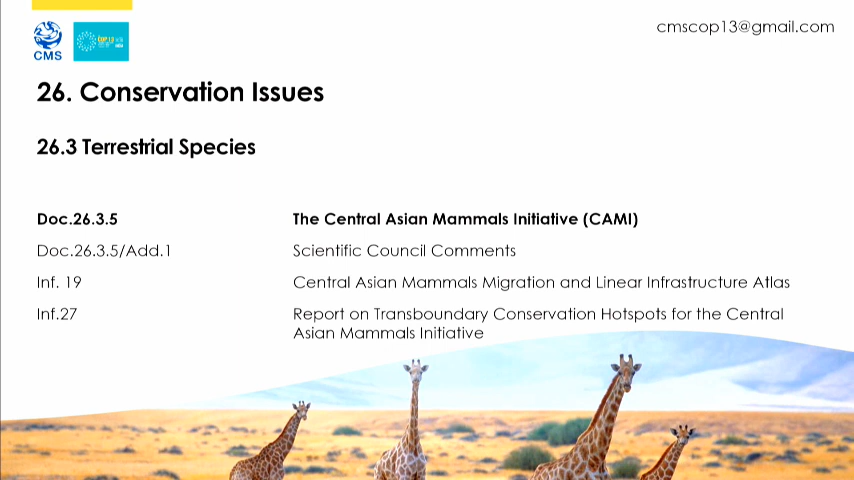 cmscop13@gmail.com
CMS
26. Conservation Issues
26.3 Terrestrial Species
Doc.26.3.5 The Central Asian Mammals Initiative (CAMI)
Doc.26.3.5/Add.1 Scientific Council Comments
Inf. 19 Central Asian Mammals Migration and Linear Infrastructure Atlas
Inf.27 Report on Transboundary Conservation Hotspots for the Central
Asian Mammals Initiative